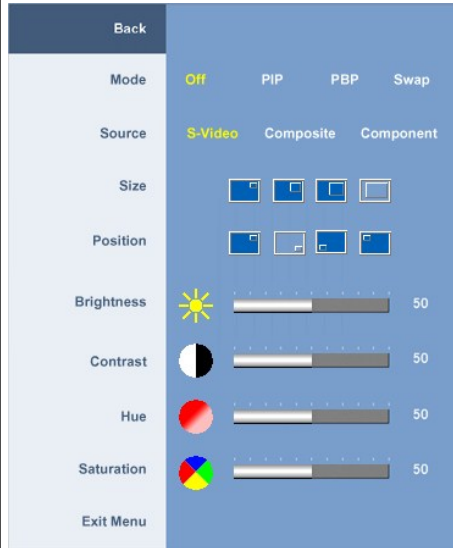 Back
Mode Off PIP PBP Swap
Source S-Video Composite Component
Size
Position
Brightness 50
Contrast 50
Hue 50
Saturation 50
Exit Menu